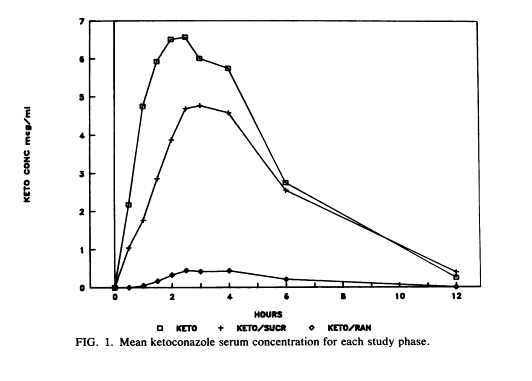 7
6
5
4
3
2
1
0
KETO CONC mcg/ml
0 2 4 6 8 10 12
HOURS
KETO KETO/SUCR KETO/RAN
FIG. 1. Mean ketoconazole serum concentration for each study phase.